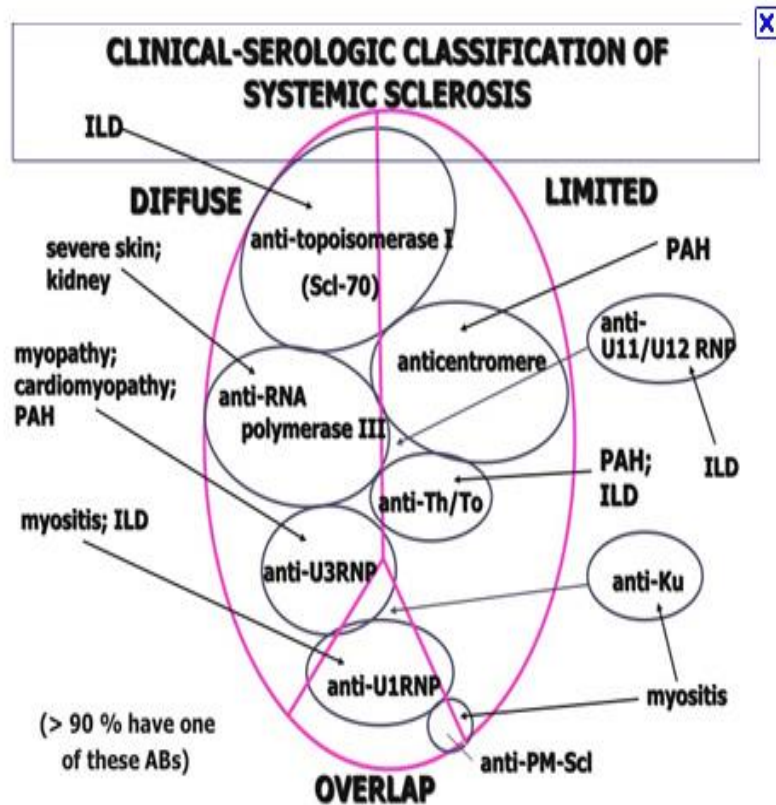 CLINICAL-SEROLOGIC CLASSIFICATION OF
SYSTEMIC SCLEROSIS
ILD
DIFFUSE
LIMITED
anti-topoisomerase I
(Scl-70)
severe skin;
kidney
PAH
anti-
U11/U12 RNP
anticentromere
myopathy;
cardiomyopathy;
PAH
anti-RNA
polymerase III
ILD
PAH;
ILD
anti-Th/To
myositis; ILD
anti-U3RNP
anti-Ku
anti-U1RNP
myositis
(> 90 % have one
of these ABs)
anti-PM-Scl
OVERLAP